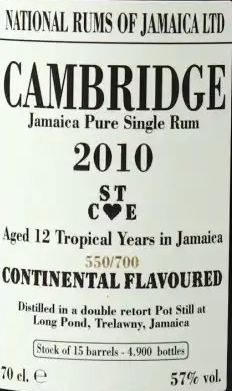 NATIONAL RUMS OF JAMAICA LTD
CAMBRIDGE
Jamaica Pure Single Rum
2010
S T
C♥E
Aged 12 Tropical Years in Jamaica
550/700
CONTINENTAL FLAVOURED
Distilled in a double retort Pot Still at
Long Pond, Trelawny, Jamaica
Stock of 15 barrels - 4.900 bottles
70 cl. ℮
57% vol.